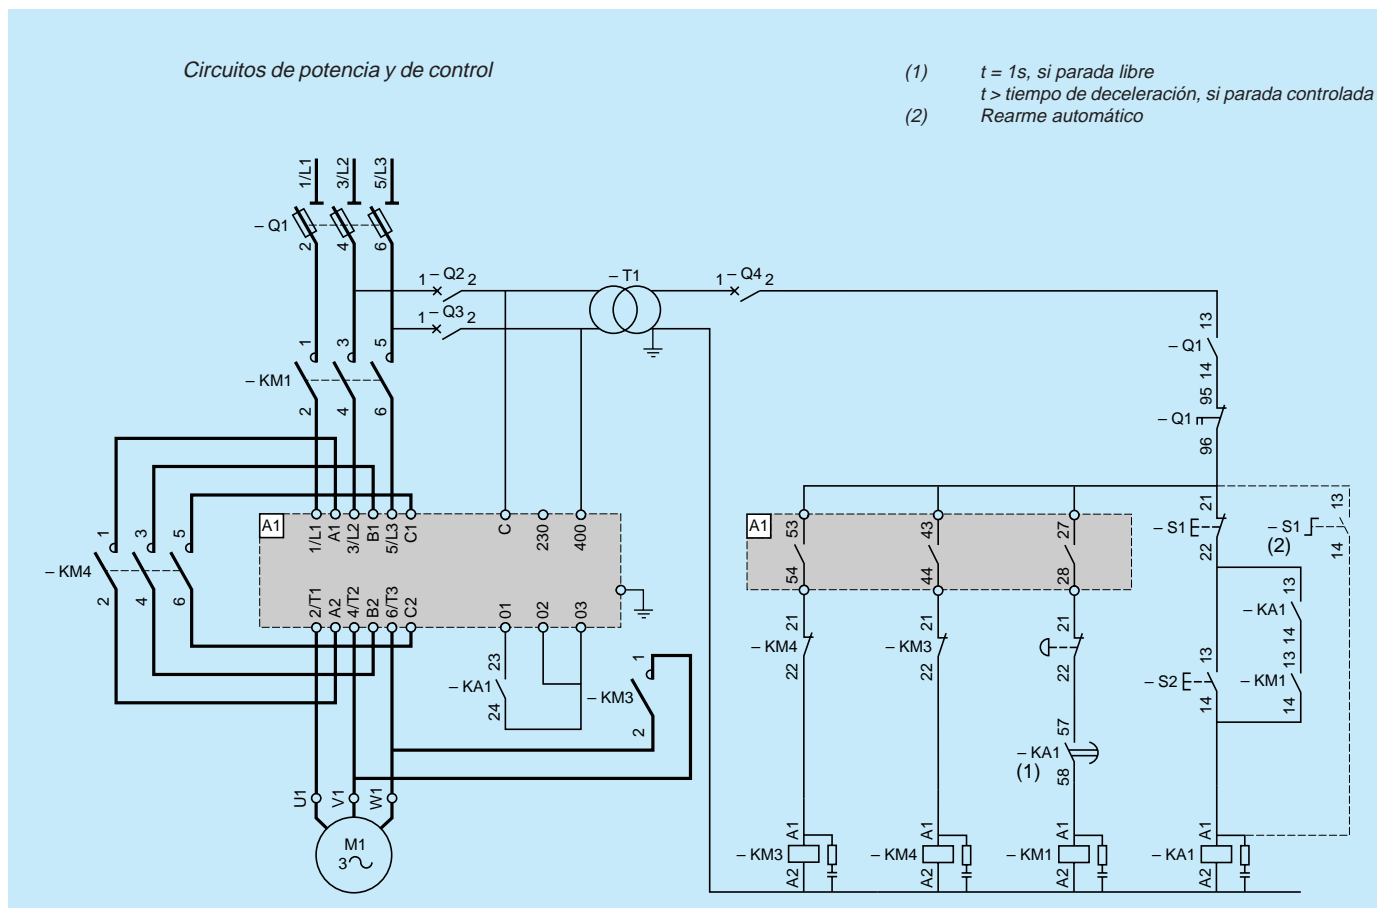 Circuitos de potencia y de control
(1) t = 1s, si parada libre
t > tiempo de deceleración, si parada controlada
(2) Rearme automático
1/L1 3/L2 5/L3
– Q1
2 4 6
1 – Q2 2
1 – Q3 2
– T1
1 – Q4 2
13
– Q1
14
95
– Q1
96
1 3 5
– KM1
2 4 6
1 3 5
– KM4
2 4 6
A1
1/L1 A1 3/L2 B1 5/L3 C1
C 230 400
2/T1 A2 4/T2 B2 6/T3 C2
01 02 03
23
– KA1
24
1
– KM3
2
U1 V1 W1
M1
3
A1
53 43 27
54 44 28
21
– KM4
22
21
– KM3
22
21
22
57
– KA1
(1)
58
21
– S1
22
13
– S1
(2)
14
13
– KA1
14
13
– KM1
14
13
– S2
14
A1
– KM3
A2
A1
– KM4
A2
A1
– KM1
A2
A1
– KA1
A2